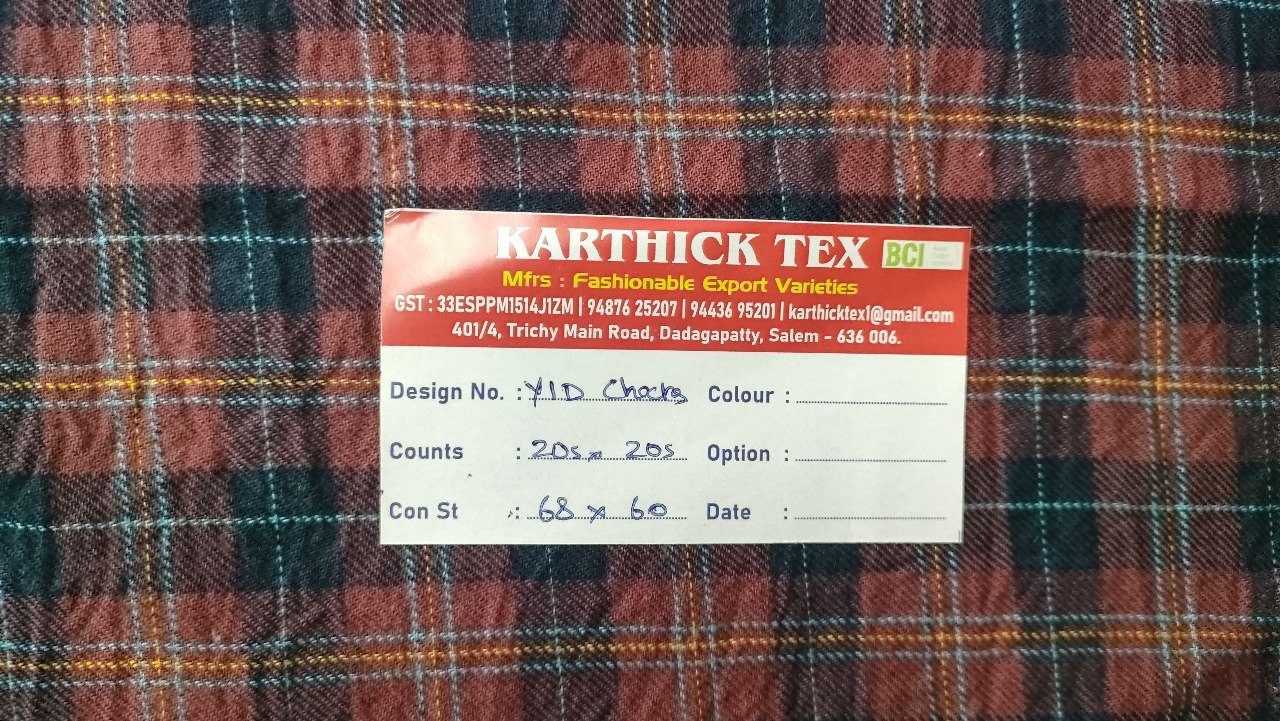 KARTHICK TEX BCI
Mfrs : Fashionable Export Varieties
GST : 33ESPPM1514J1ZM | 94876 25207 | 94436 95201 | karthicktex1@gmail.com
401/4, Trichy Main Road, Dadagapatty, Salem - 636 006.
Design No. : Y/D Checks Colour :
Counts : 20s x 20s Option :
Con St : 68 x 60 Date :